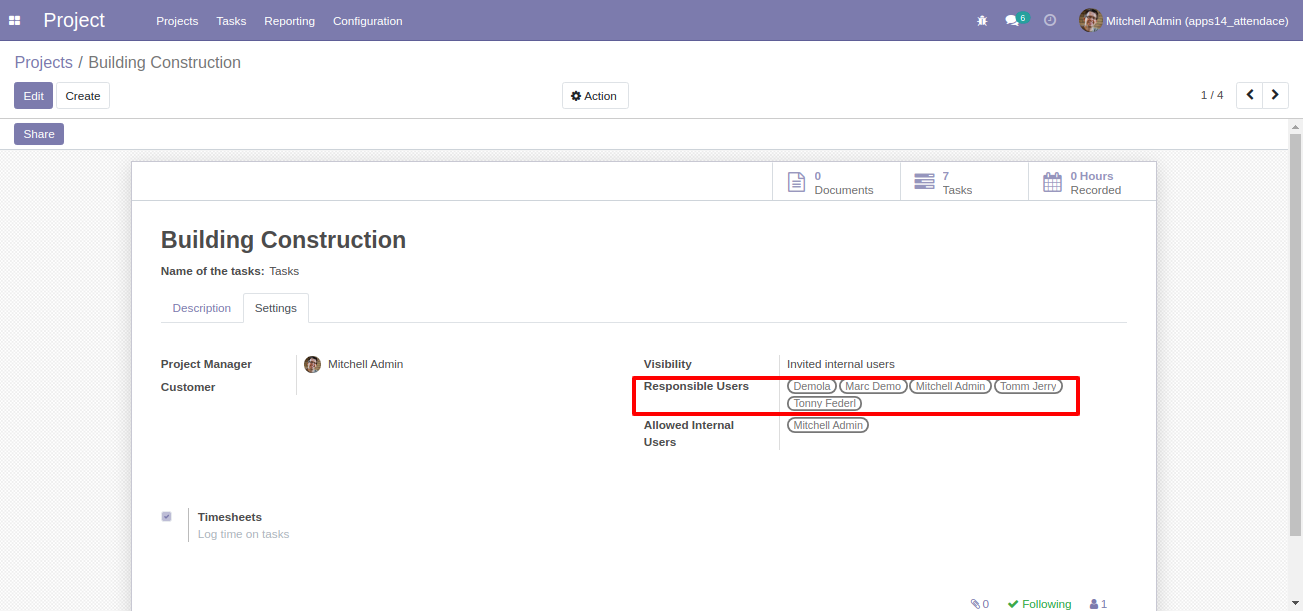 Project Projects Tasks Reporting Configuration 6 Mitchell Admin (apps14_attendace)
Projects / Building Construction
Edit Create Action 1 / 4
Share
0 Documents
7 Tasks
0 Hours Recorded
Building Construction
Name of the tasks: Tasks
Description Settings
Project Manager Mitchell Admin
Customer
Visibility Invited internal users
Responsible Users Demola Marc Demo Mitchell Admin Tomm Jerry
Tonny Federl
Allowed Internal Users Mitchell Admin
Timesheets
Log time on tasks
0 Following 1